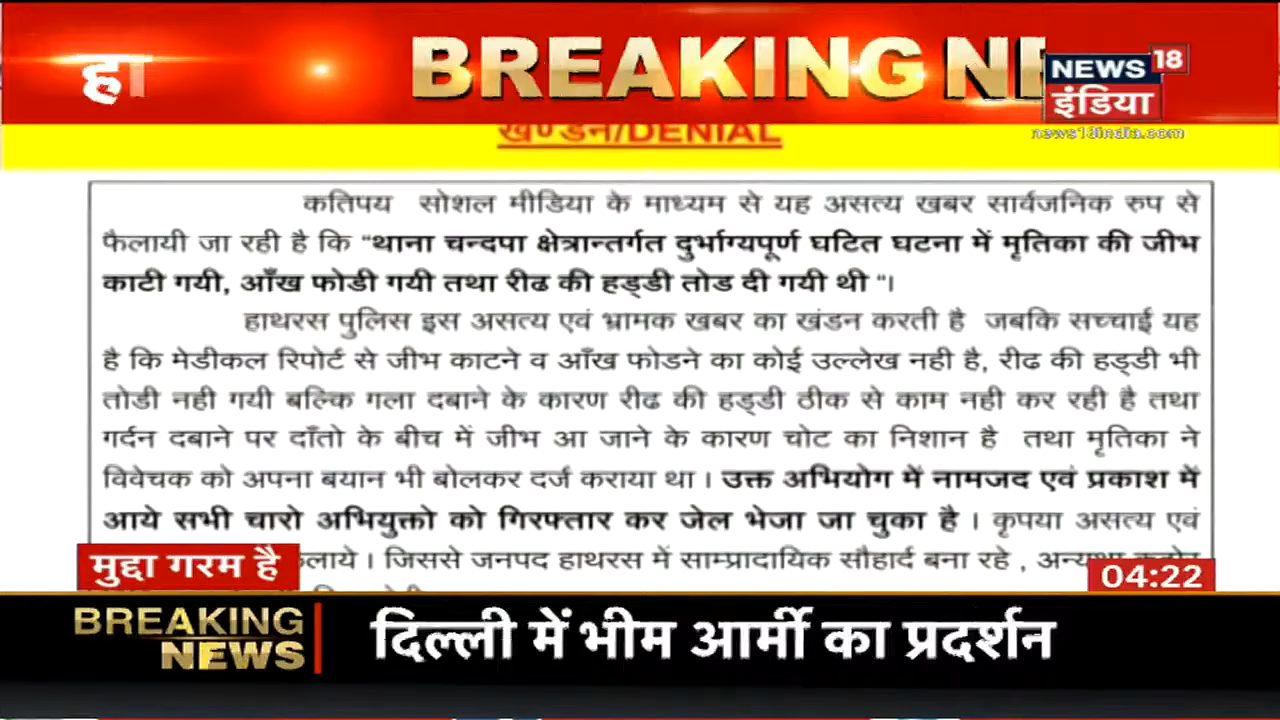 हा
BREAKING
NEWS 18
इंडिया
news18india.com
खण्डन/DENIAL
कतिपय सोशल मीडिया के माध्यम से यह असत्य खबर सार्वजनिक रुप से
फैलायी जा रही है कि “थाना चन्दपा क्षेत्रान्तर्गत दुर्भाग्यपूर्ण घटित घटना में मृतिका की जीभ
काटी गयी, आँख फोडी गयी तथा रीढ की हड्डी तोड दी गयी थी “।
हाथरस पुलिस इस असत्य एवं भ्रामक खबर का खंडन करती है जबकि सच्चाई यह
है कि मेडीकल रिपोर्ट से जीभ काटने व आँख फोडने का कोई उल्लेख नही है, रीढ की हड्डी भी
तोडी नही गयी बल्कि गला दबाने के कारण रीढ की हड्डी ठीक से काम नही कर रही है तथा
गर्दन दबाने पर दाँतो के बीच में जीभ आ जाने के कारण चोट का निशान है तथा मृतिका ने
विवेचक को अपना बयान भी बोलकर दर्ज कराया था । उक्त अभियोग में नामजद एवं प्रकाश में
आये सभी चारो अभियुक्तो को गिरफ्तार कर जेल भेजा जा चुका है । कृपया असत्य एवं
लाये । जिससे जनपद हाथरस में साम्प्रादायिक सौहार्द बना रहे ,
मुद्दा गरम है
04:22
BREAKING
NEWS
दिल्ली में भीम आर्मी का प्रदर्शन